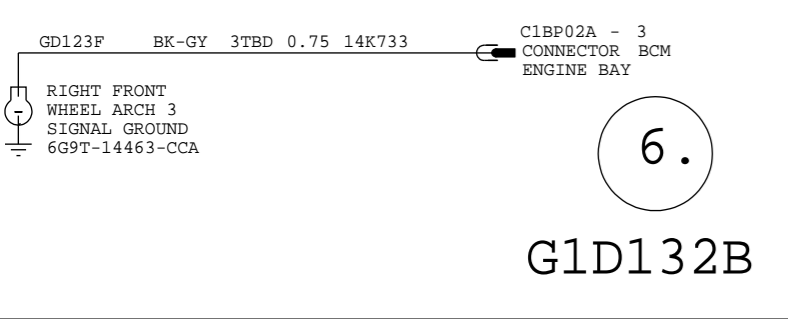 GD123F BK-GY 3TBD 0.75 14K733
C1BP02A - 3
CONNECTOR BCM
ENGINE BAY
RIGHT FRONT
WHEEL ARCH 3
SIGNAL GROUND
6G9T-14463-CCA
6.
G1D132B